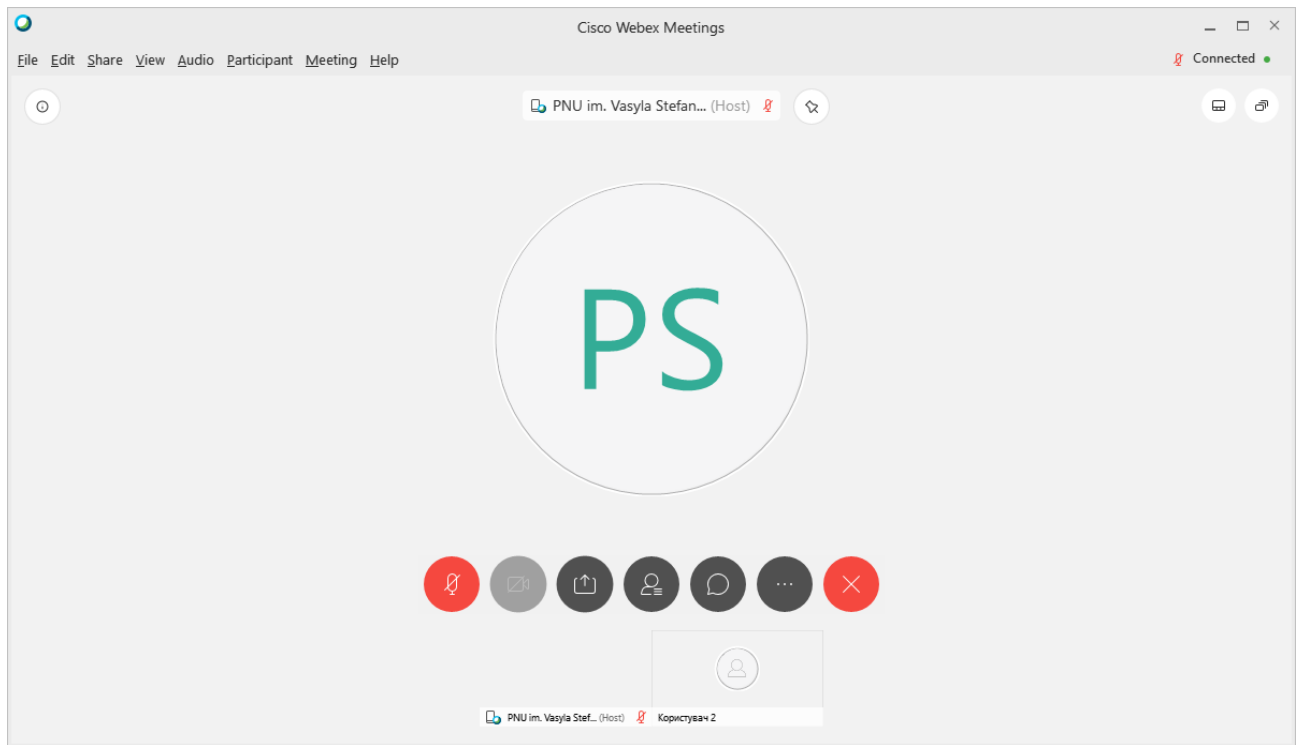 Cisco Webex Meetings
File Edit Share View Audio Participant Meeting Help
Connected
PNU im. Vasyla Stefan... (Host)
PS
PNU im. Vasyla Stef... (Host)
Користувач 2